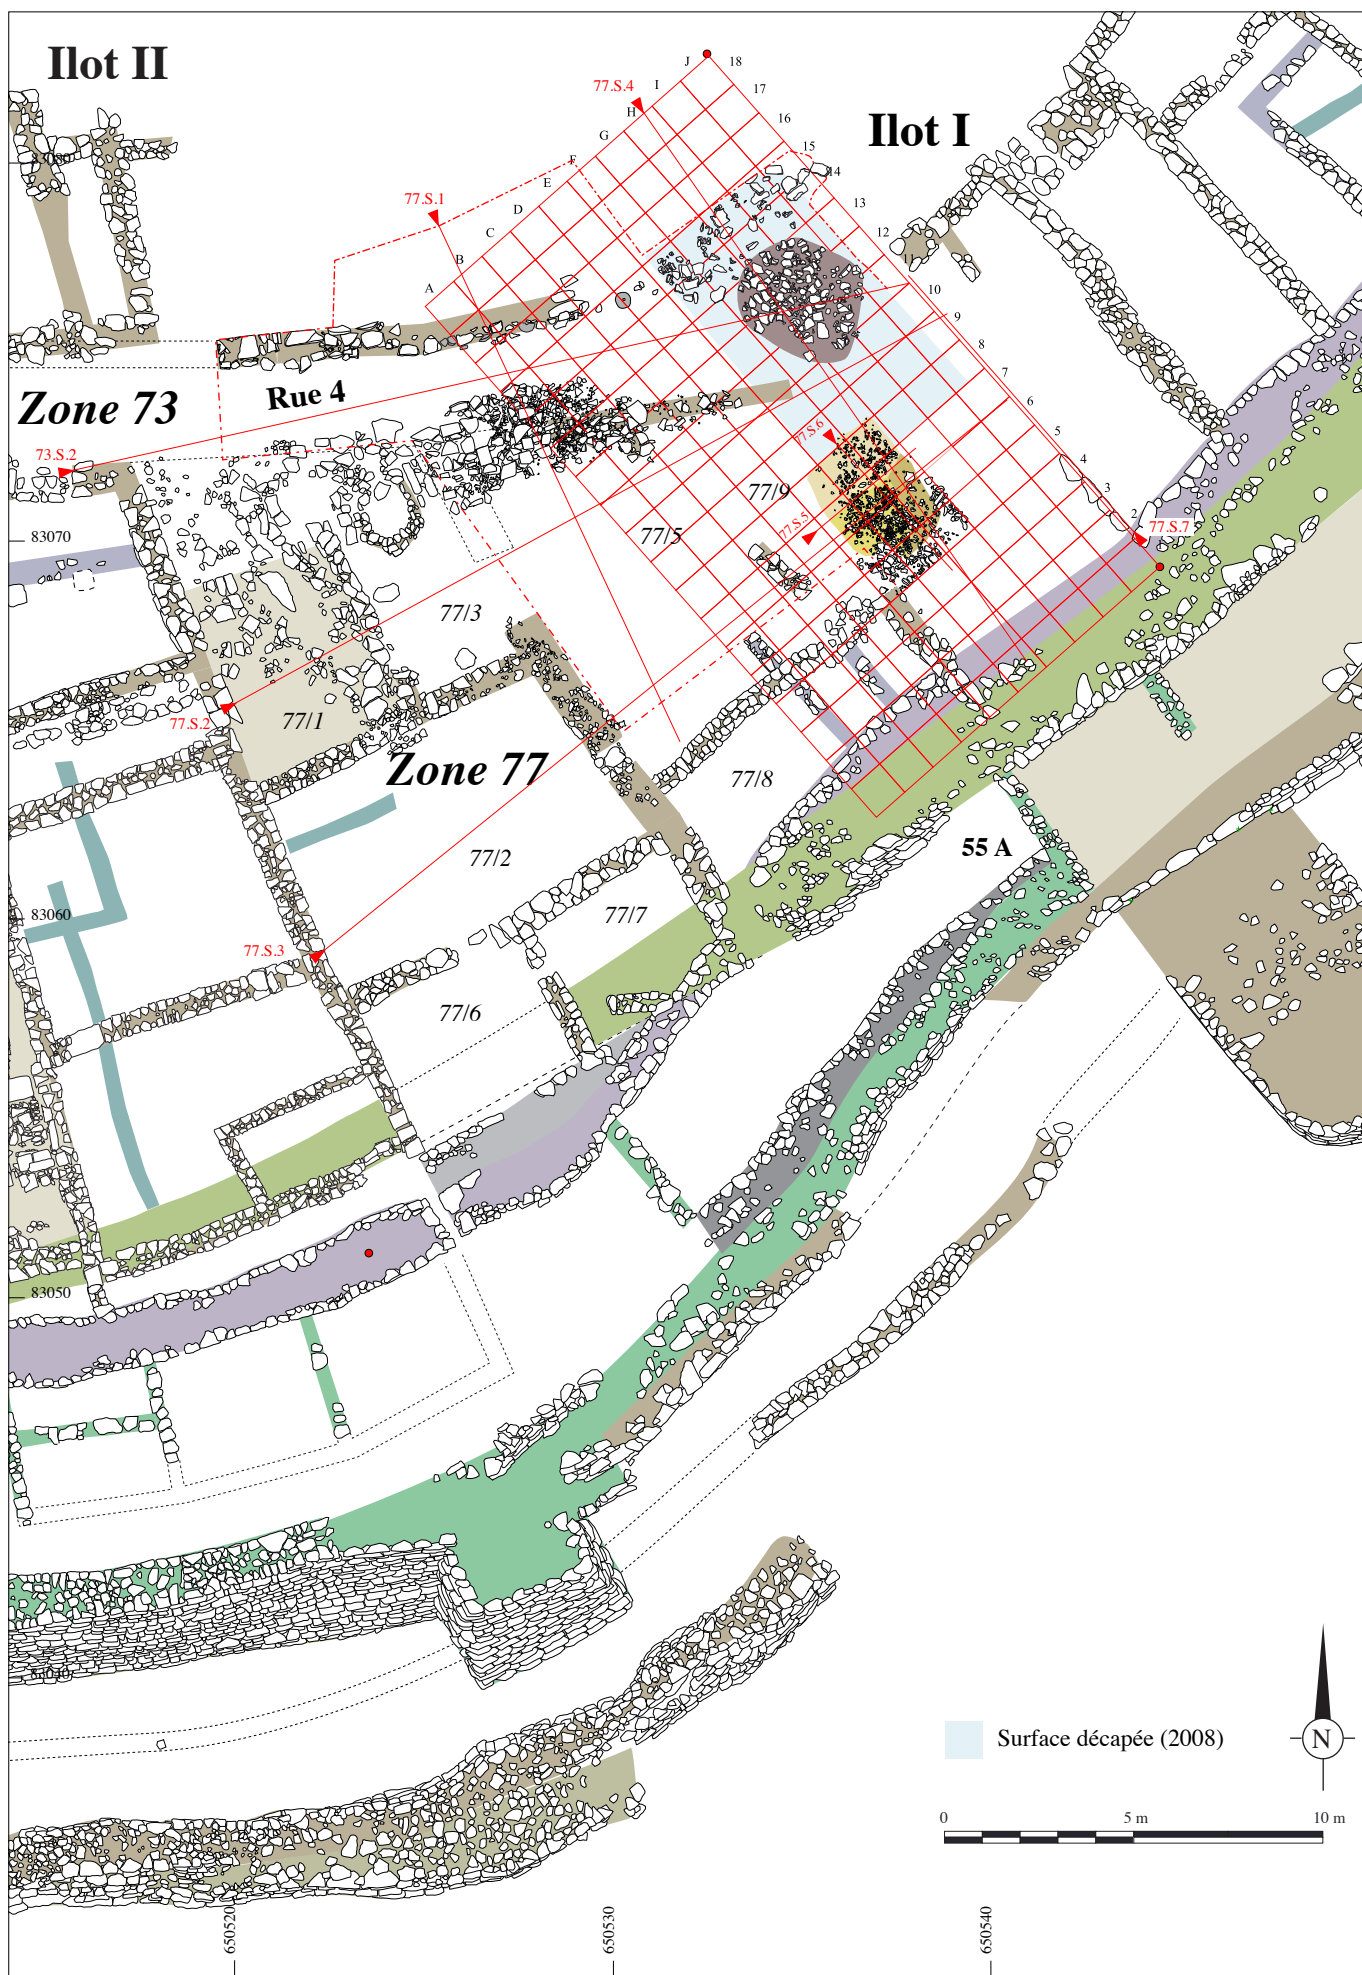 Ilot II
J
18
I
17
77.S.4
H
16
Ilot I
G
15
F
14
83080
E
13
77.S.1
D
12
C
11
B
10
A
9
8
7
Rue 4
Zone 73
6
77.S.6
5
73.S.2
4
3
77/9
2
77.S.5
77.S.7
77/5
83070
77/3
77.S.2
77/1
Zone 77
77/8
77/2
55 A
77/7
83060
77.S.3
77/6
83050
83040
Surface décapée (2008)
N
0
5 m
10 m
650520
650530
650540